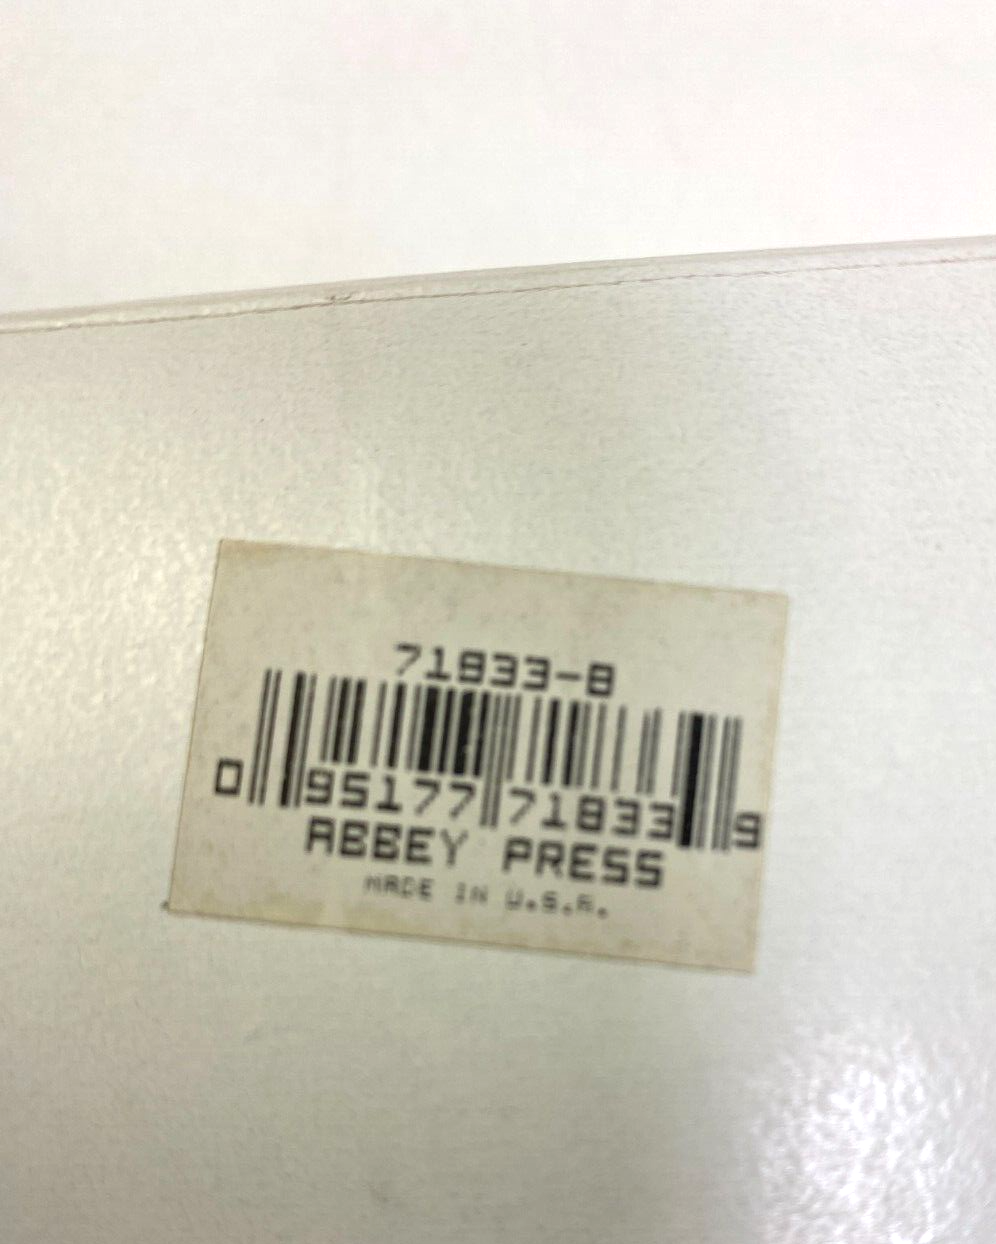 71833-8
0 95177 71833 9
ABBEY PRESS
MADE IN U.S.A.